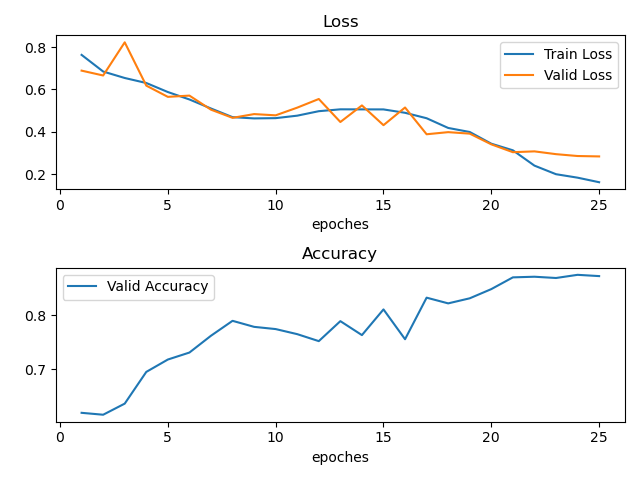 Loss
0.8
0.6
0.4
0.2
Train Loss
Valid Loss
0 5 10 15 20 25
epoches
Accuracy
Valid Accuracy
0.8
0.7
0 5 10 15 20 25
epoches